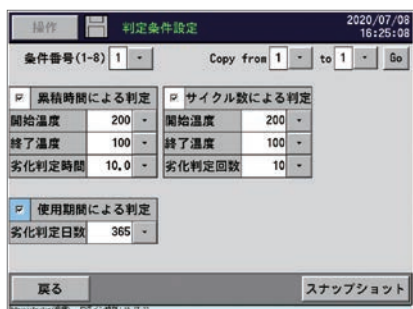 操作 判定条件設定 2020/07/08
16:25:08
条件番号(1-8) 1 Copy from 1 to 1 Go
累積時間による判定 サイクル数による判定
開始温度 200 開始温度 200
終了温度 100 終了温度 100
劣化判定時間 10.0 劣化判定回数 10
使用期間による判定
劣化判定日数 365
戻る スナップショット